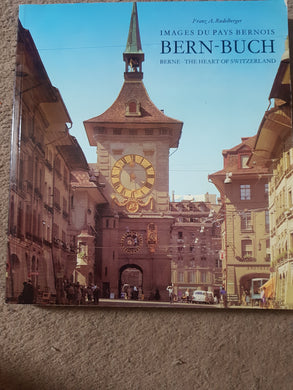 Franz A. Roedelberger
IMAGES DU PAYS BERNOIS
BERN-BUCH
BERNE - THE HEART OF SWITZERLAND